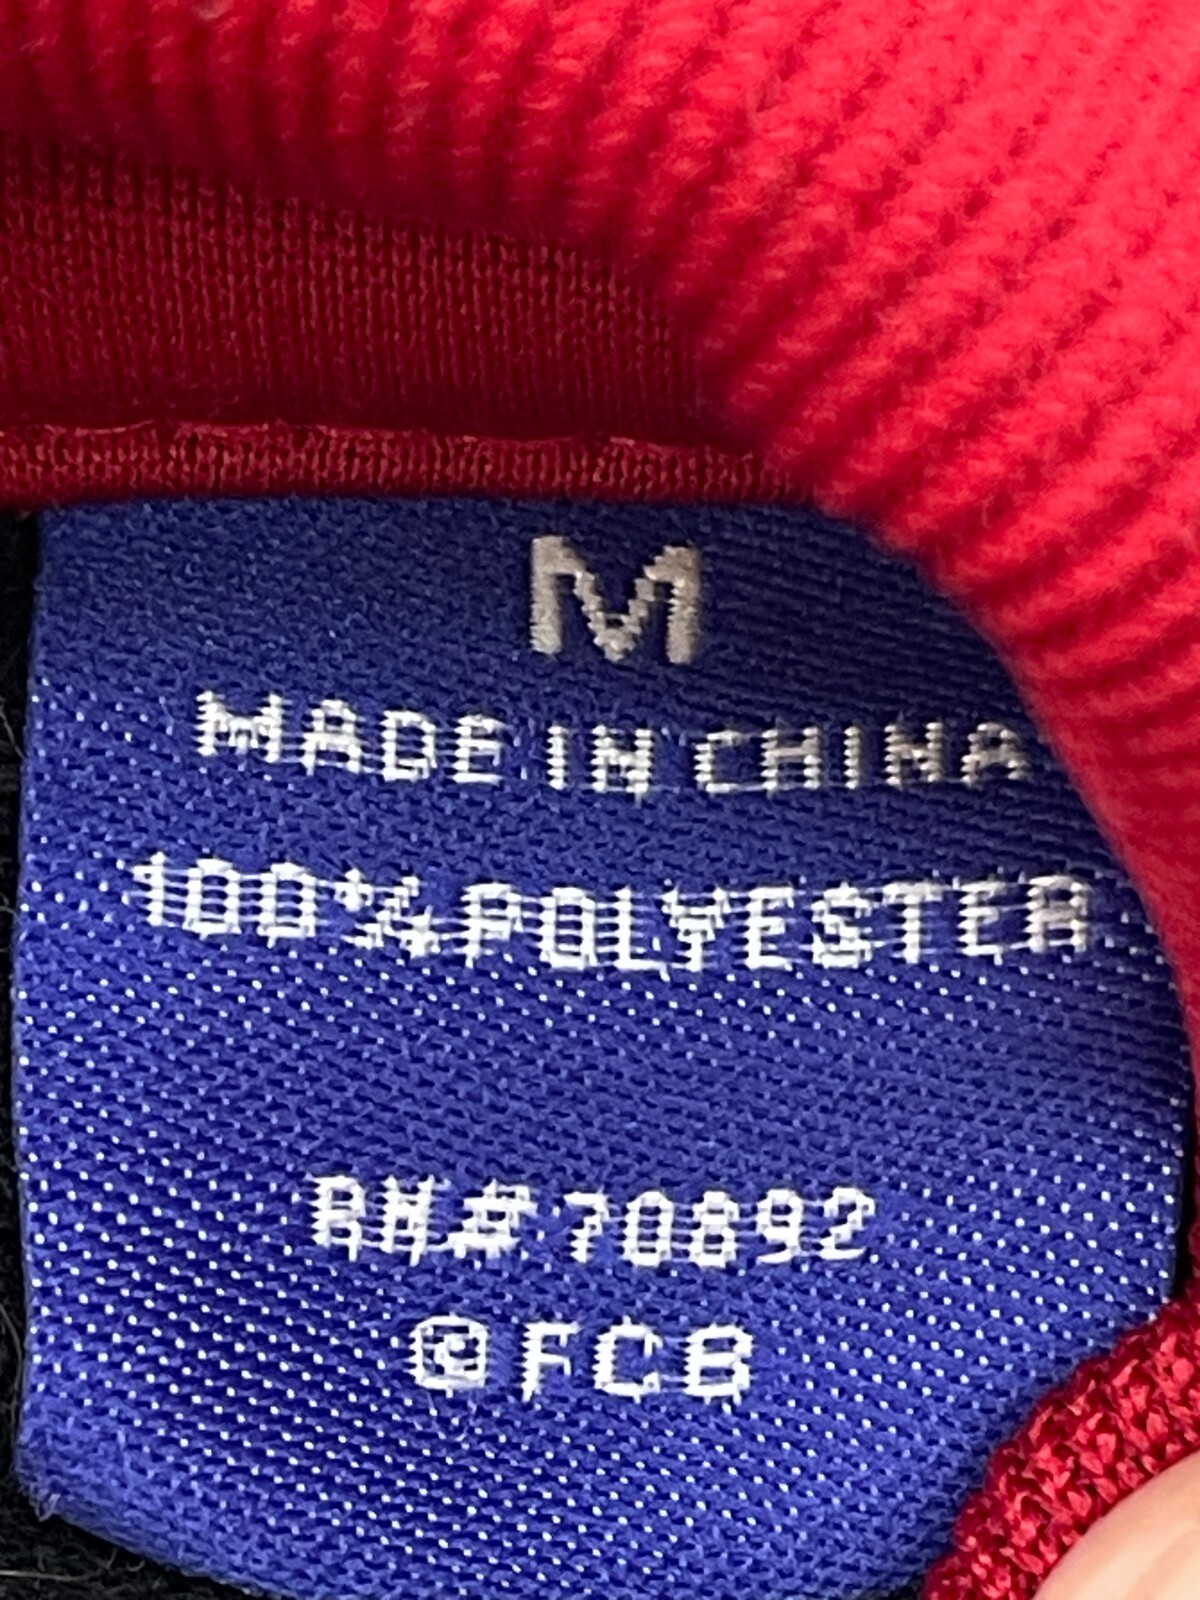 M
MADE IN CHINA
100% POLYESTER
RN# 70892
© FCB